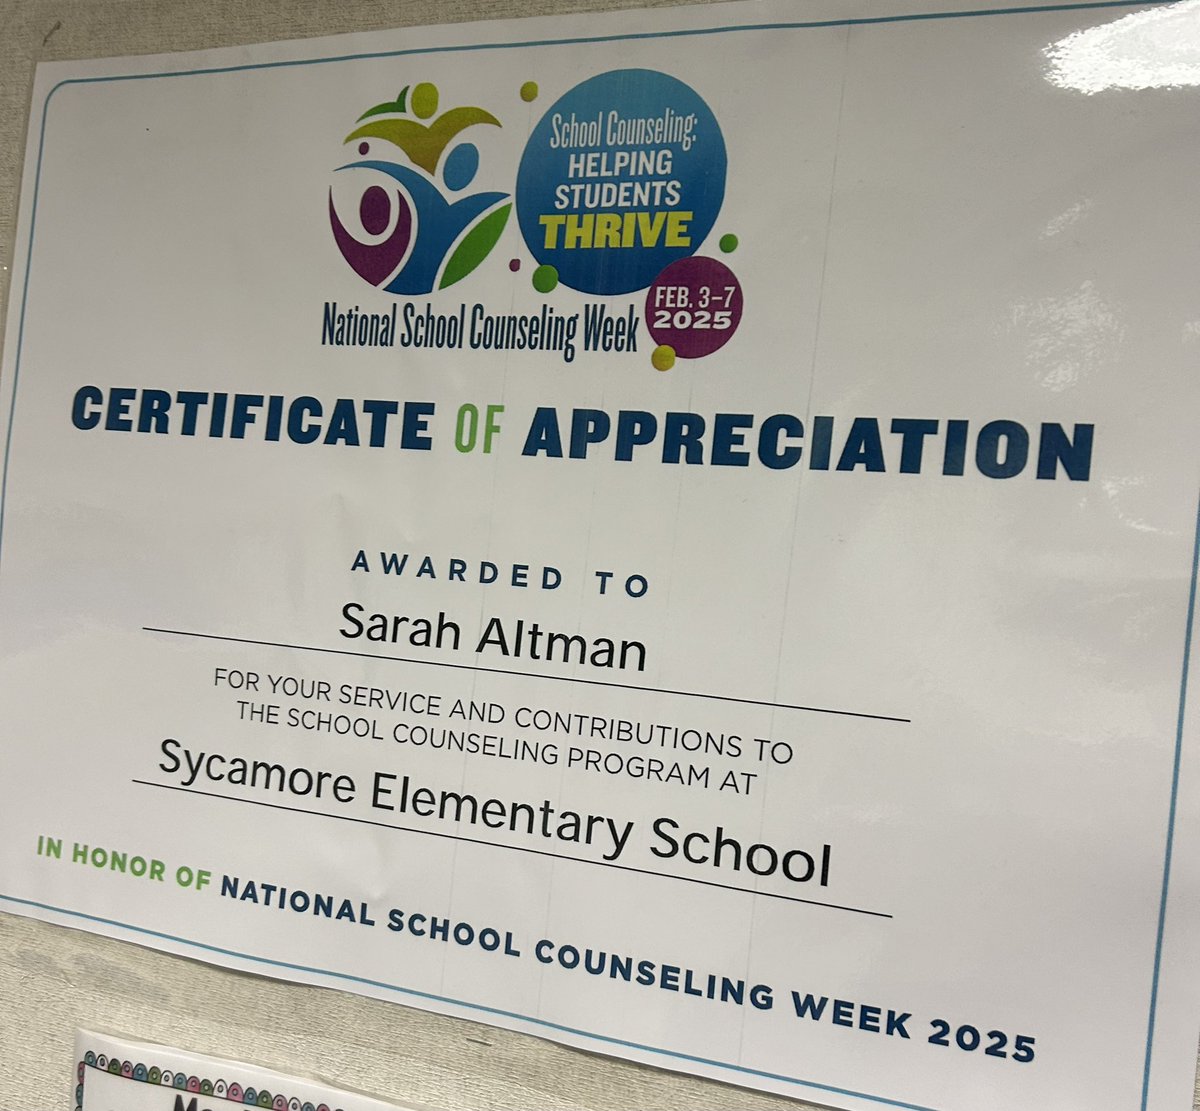 School Counseling:
HELPING
STUDENTS
THRIVE
National School Counseling Week
FEB. 3–7
2025
CERTIFICATE OF APPRECIATION
AWARDED TO
Sarah Altman
FOR YOUR SERVICE AND CONTRIBUTIONS TO
THE SCHOOL COUNSELING PROGRAM AT
Sycamore Elementary School
IN HONOR OF NATIONAL SCHOOL COUNSELING WEEK 2025